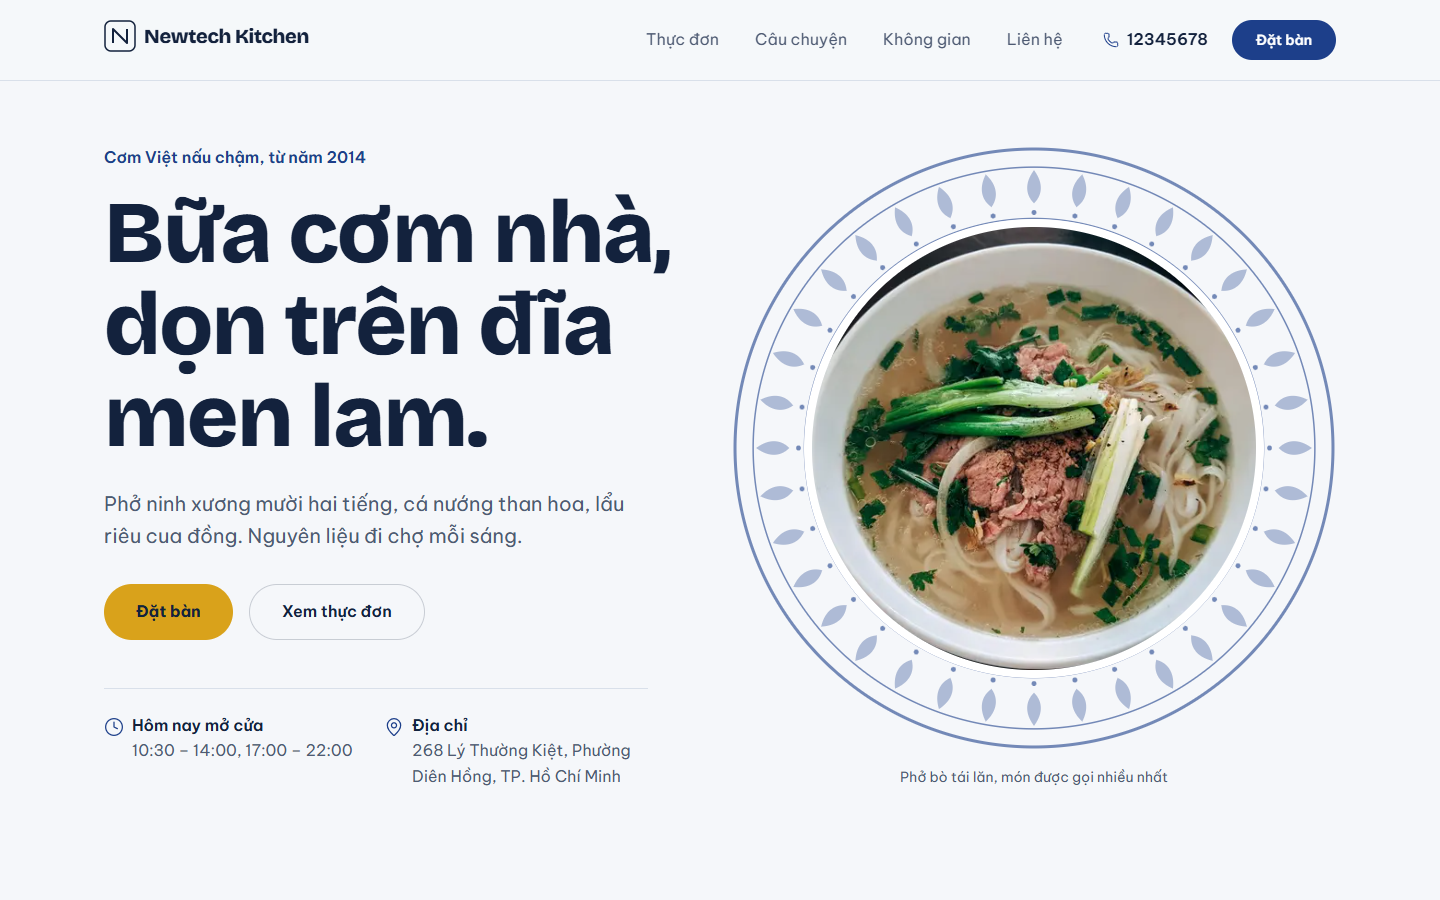 N Newtech Kitchen
Thực đơn
Câu chuyện
Không gian
Liên hệ
12345678
Đặt bàn
Cơm Việt nấu chậm, từ năm 2014
Bữa cơm nhà,
dọn trên đĩa
men lam.
Phở ninh xương mười hai tiếng, cá nướng than hoa, lẩu
riêu cua đồng. Nguyên liệu đi chợ mỗi sáng.
Đặt bàn
Xem thực đơn
Hôm nay mở cửa
10:30 – 14:00, 17:00 – 22:00
Địa chỉ
268 Lý Thường Kiệt, Phường
Diên Hồng, TP. Hồ Chí Minh
Phở bò tái lăn, món được gọi nhiều nhất